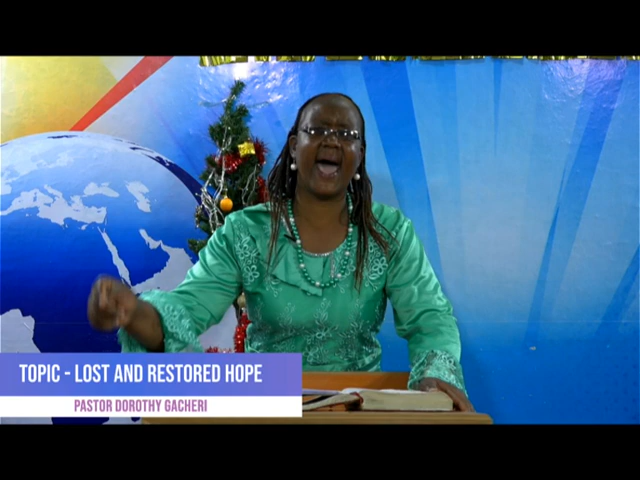 TOPIC - LOST AND RESTORED HOPE
PASTOR DOROTHY GACHERI